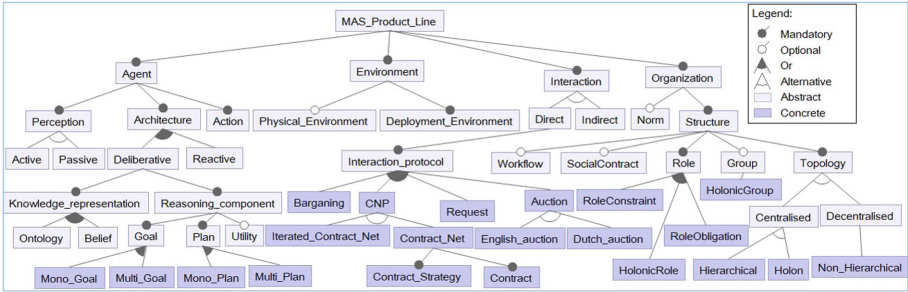 MAS_Product_Line
Legend:
Mandatory
Optional
Or
Alternative
Abstract
Concrete
Agent
Environment
Interaction
Organization
Perception
Architecture
Action
Physical_Environment
Deployment_Environment
Direct
Indirect
Norm
Structure
Active
Passive
Deliberative
Reactive
Interaction_protocol
Workflow
SocialContract
Role
Group
Topology
Knowledge_representation
Reasoning_component
Barganing
CNP
Request
Auction
RoleConstraint
HolonicGroup
Ontology
Belief
Goal
Plan
Utility
Iterated_Contract_Net
Contract_Net
English_auction
Dutch_auction
RoleObligation
Centralised
Decentralised
Mono_Goal
Multi_Goal
Mono_Plan
Multi_Plan
Contract_Strategy
Contract
HolonicRole
Hierarchical
Holon
Non_Hierarchical